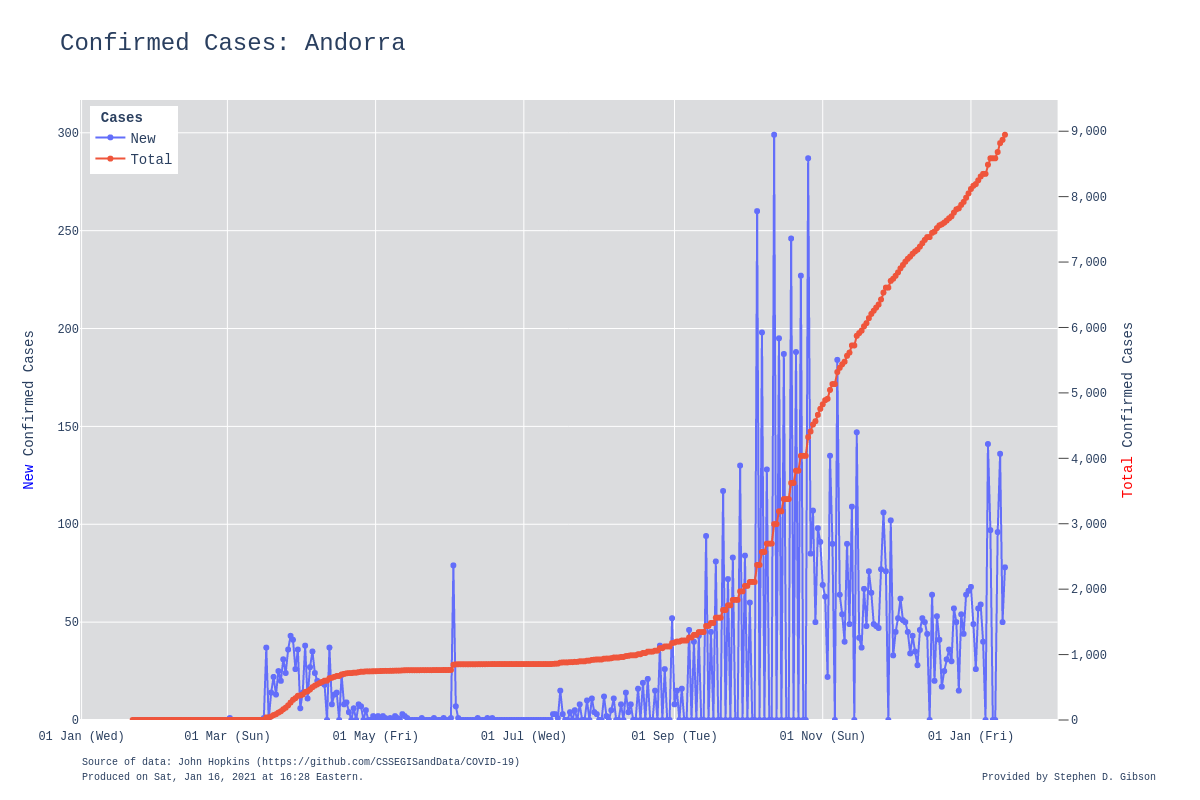 Confirmed Cases: Andorra
Cases
New
Total
300
250
200
150
100
50
0
9,000
8,000
7,000
6,000
5,000
4,000
3,000
2,000
1,000
0
New Confirmed Cases
Total Confirmed Cases
01 Jan (Wed)
01 Mar (Sun)
01 May (Fri)
01 Jul (Wed)
01 Sep (Tue)
01 Nov (Sun)
01 Jan (Fri)
Source of data: John Hopkins (https://github.com/CSSEGISandData/COVID-19)
Produced on Sat, Jan 16, 2021 at 16:28 Eastern.
Provided by Stephen D. Gibson